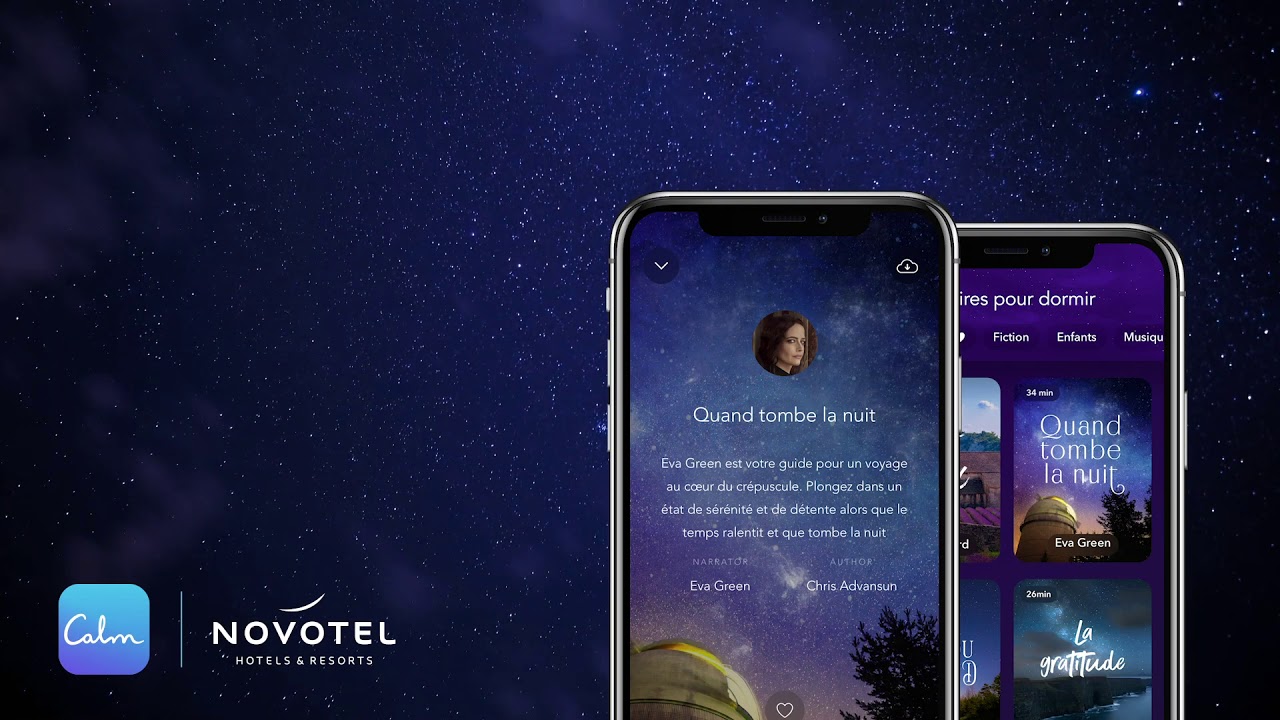 Quand tombe la nuit
Eva Green est votre guide pour un voyage
au cœur du crépuscule. Plongez dans un
état de sérénité et de détente alors que le
temps ralentit et que tombe la nuit
NARRATOR
Eva Green
AUTHOR
Chris Advansun
ires pour dormir
Fiction
Enfants
Musiqu
34 min
Quand
tombe
la nuit
Eva Green
rd
26min
La
gratitude
U
D
Calm
NOVOTEL
HOTELS & RESORTS